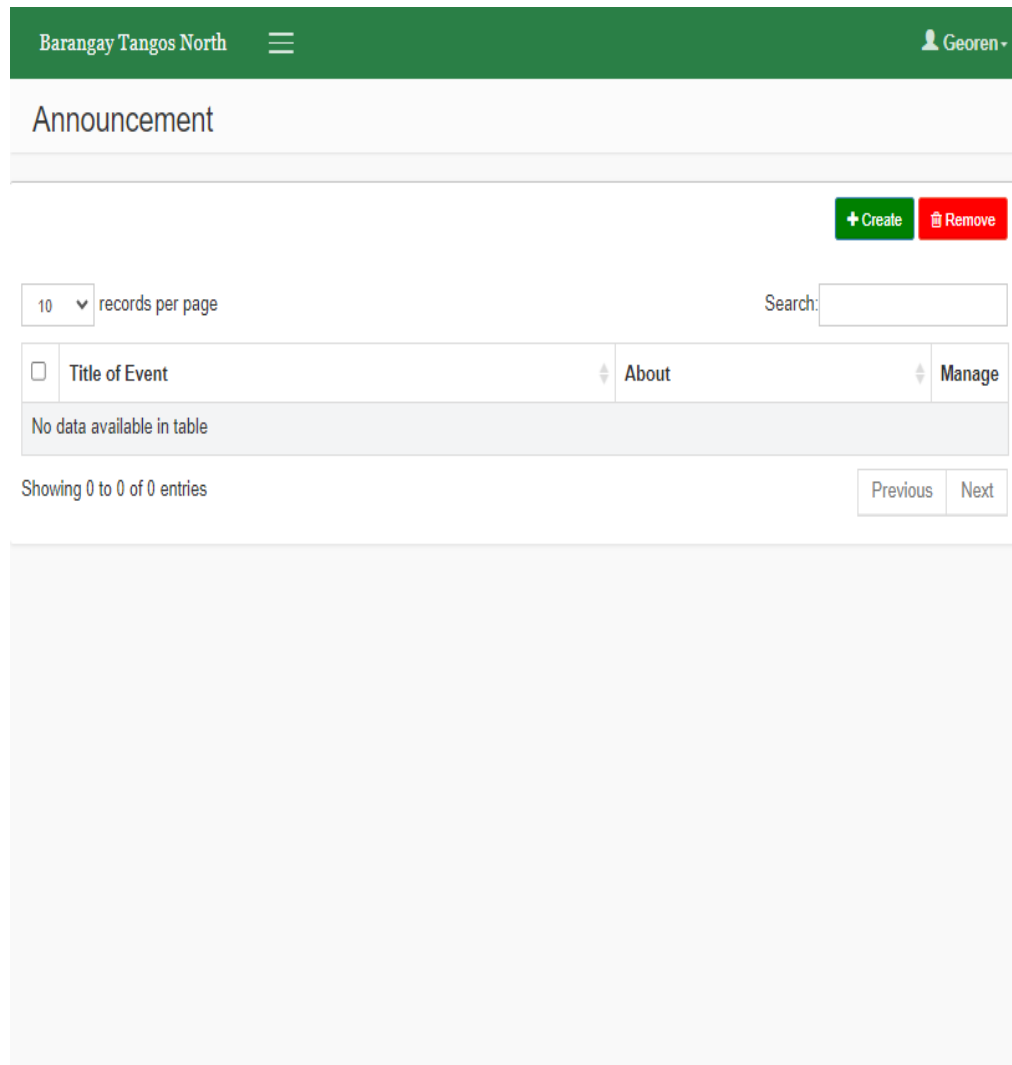 Barangay Tangos North
Georen
Announcement
Create Remove
10 records per page Search:
Title of Event About Manage
No data available in table
Showing 0 to 0 of 0 entries Previous Next